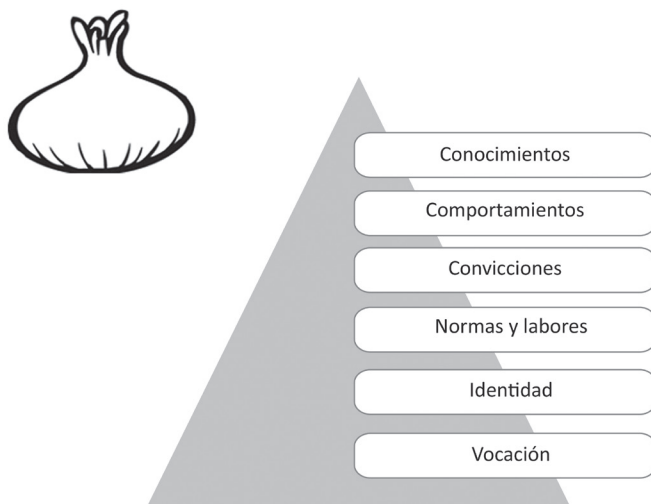 Conocimientos
Comportamientos
Convicciones
Normas y labores
Identidad
Vocación